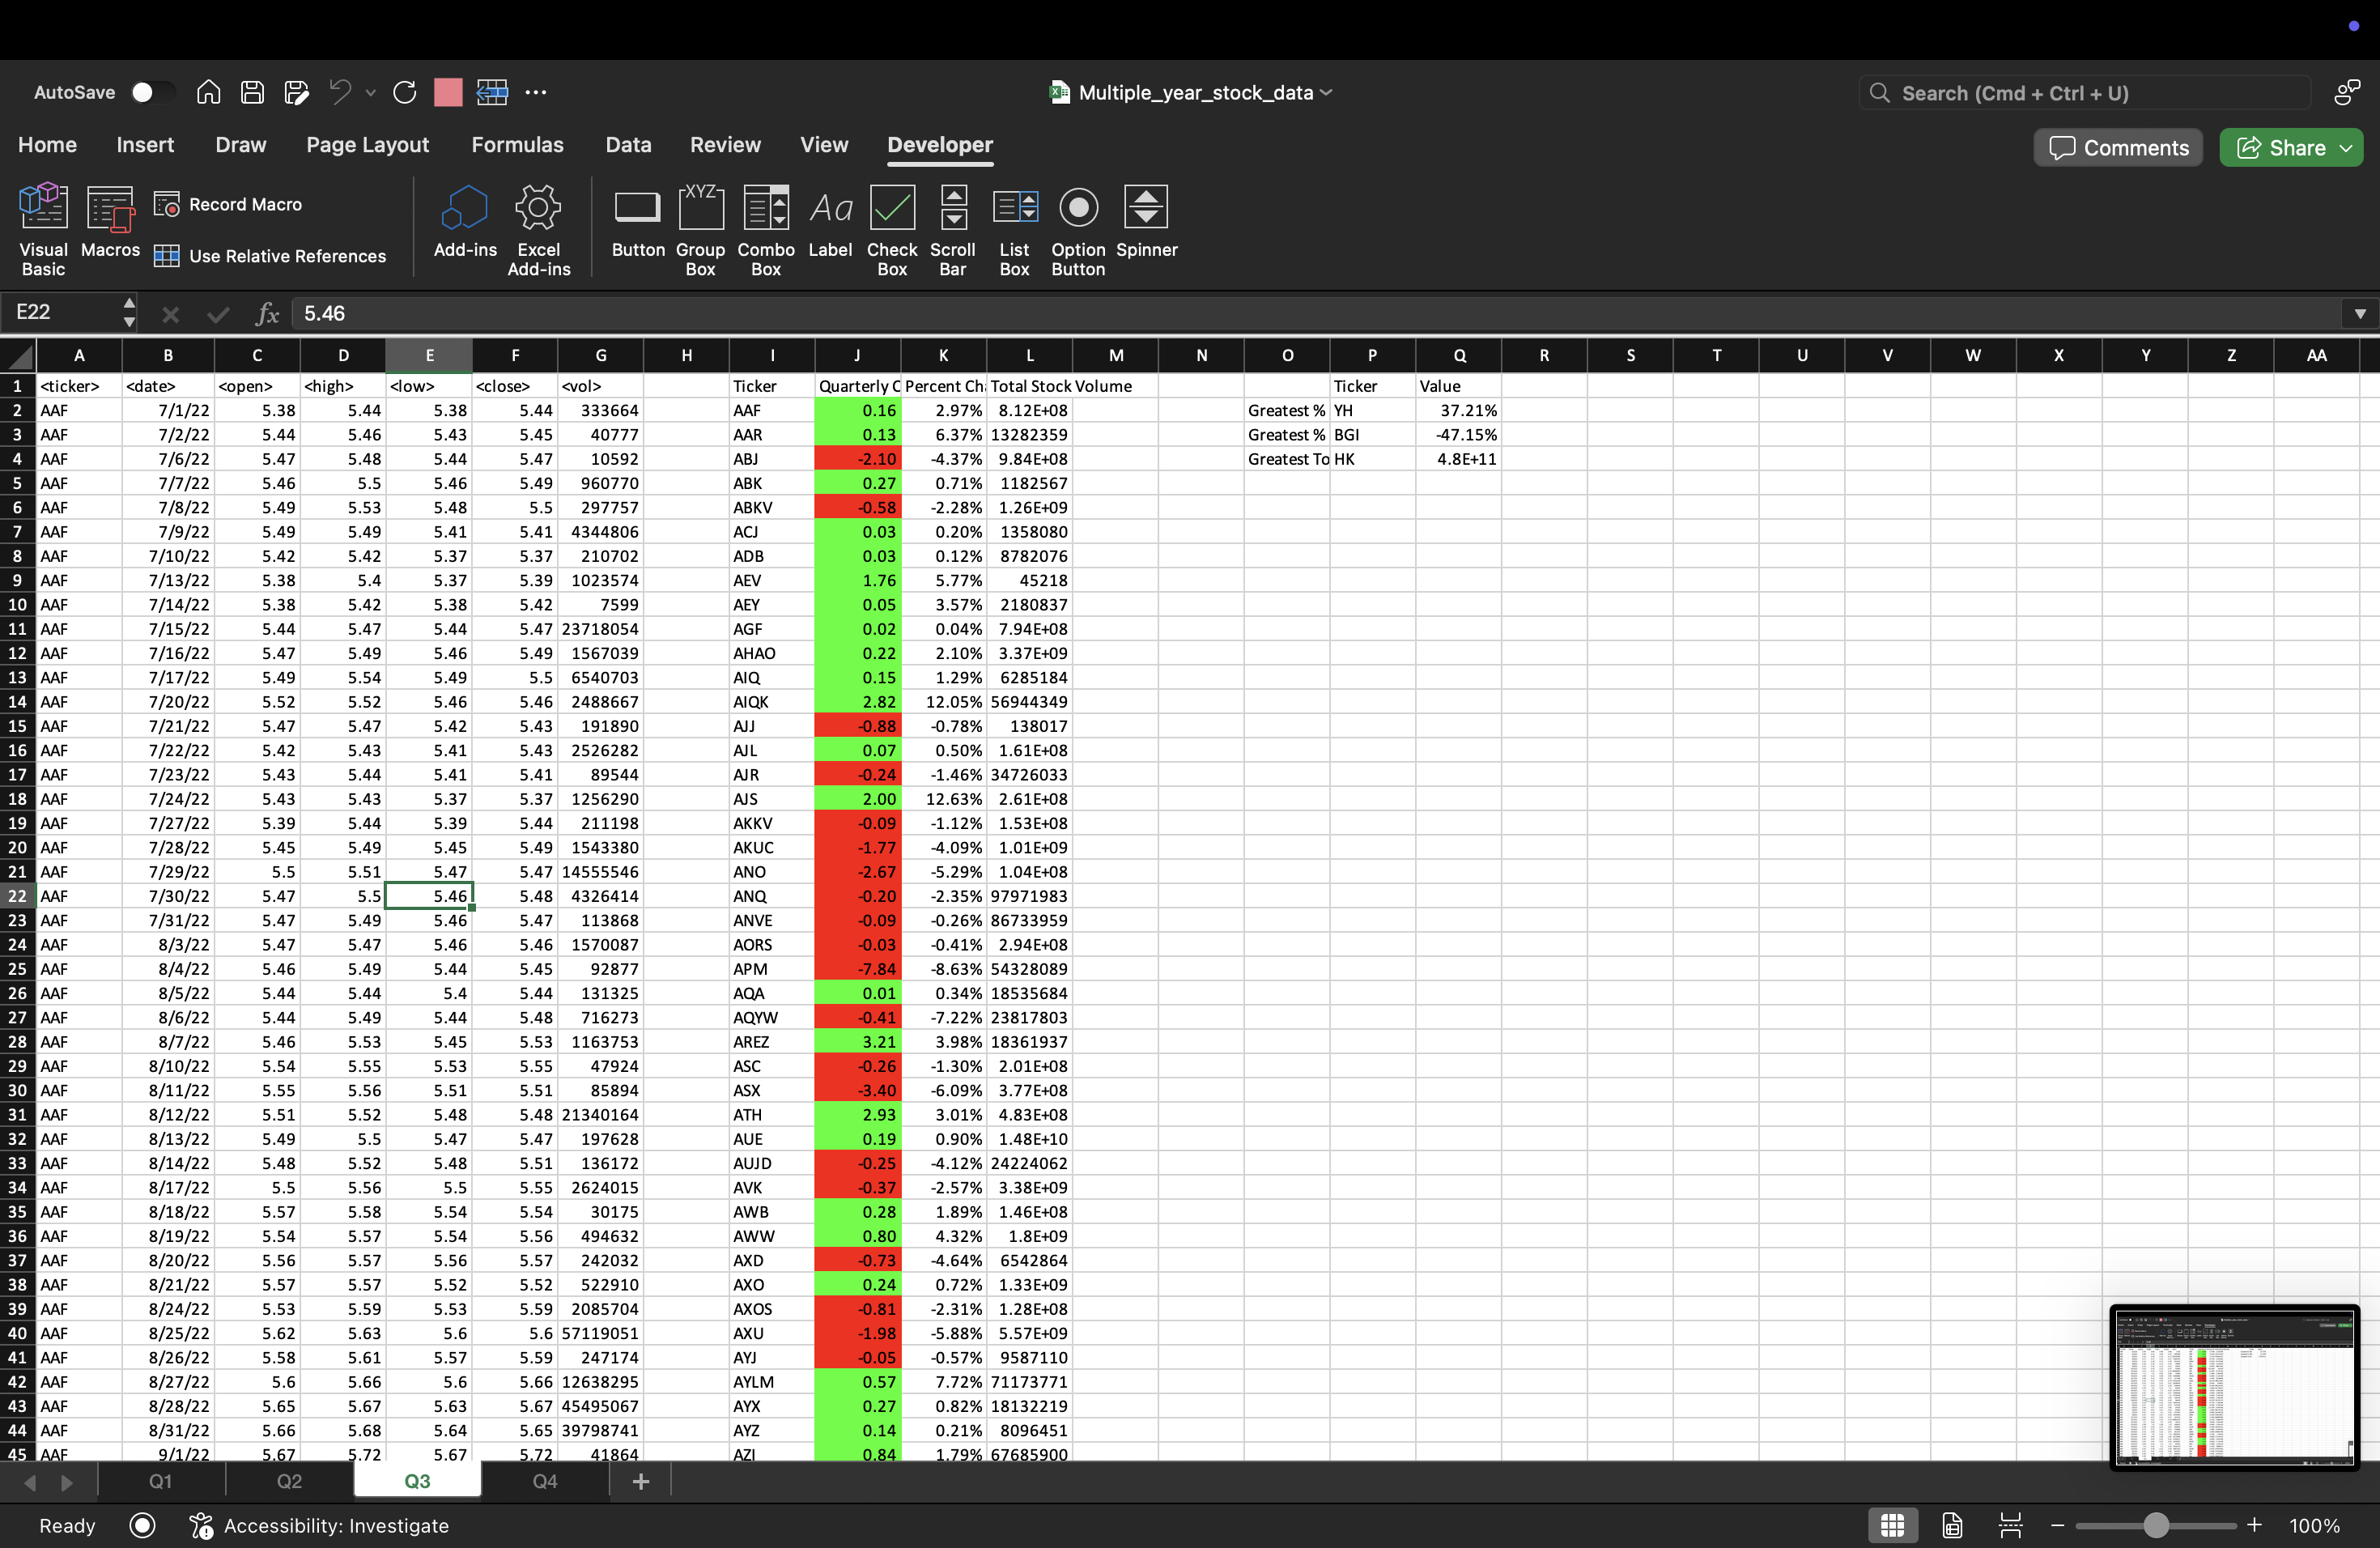 AutoSave Multiple_year_stock_data Search (Cmd + Ctrl + U)
Home Insert Draw Page Layout Formulas Data Review View Developer Comments Share
Visual Basic Macros Record Macro Use Relative References Add-ins Excel Add-ins Button Group Box XYZ Combo Box Aa Label Check Box Scroll Bar List Box Option Button Spinner
E22 fx 5.46
A B C D E F G H I J K L M N O P Q R S T U V W X Y Z AA
1 <ticker> <date> <open> <high> <low> <close> <vol> Ticker Quarterly C Percent Cha Total Stock Volume Ticker Value
2 AAF 7/1/22 5.38 5.44 5.38 5.44 333664 AAF 0.16 2.97% 8.12E+08 Greatest % YH 37.21%
3 AAF 7/2/22 5.44 5.46 5.43 5.45 40777 AAR 0.13 6.37% 13282359 Greatest % BGI -47.15%
4 AAF 7/6/22 5.47 5.48 5.44 5.47 10592 ABJ -2.10 -4.37% 9.84E+08 Greatest To HK 4.8E+11
5 AAF 7/7/22 5.46 5.5 5.46 5.49 960770 ABK 0.27 0.71% 1182567
6 AAF 7/8/22 5.49 5.53 5.48 5.5 297757 ABKV -0.58 -2.28% 1.26E+09
7 AAF 7/9/22 5.49 5.49 5.41 5.41 4344806 ACJ 0.03 0.20% 1358080
8 AAF 7/10/22 5.42 5.42 5.37 5.37 210702 ADB 0.03 0.12% 8782076
9 AAF 7/13/22 5.38 5.4 5.37 5.39 1023574 AEV 1.76 5.77% 45218
10 AAF 7/14/22 5.38 5.42 5.38 5.42 7599 AEY 0.05 3.57% 2180837
11 AAF 7/15/22 5.44 5.47 5.44 5.47 23718054 AGF 0.02 0.04% 7.94E+08
12 AAF 7/16/22 5.47 5.49 5.46 5.49 1567039 AHAO 0.22 2.10% 3.37E+09
13 AAF 7/17/22 5.49 5.54 5.49 5.5 6540703 AIQ 0.15 1.29% 6285184
14 AAF 7/20/22 5.52 5.52 5.46 5.46 2488667 AIQK 2.82 12.05% 56944349
15 AAF 7/21/22 5.47 5.47 5.42 5.43 191890 AJJ -0.88 -0.78% 138017
16 AAF 7/22/22 5.42 5.43 5.41 5.43 2526282 AJL 0.07 0.50% 1.61E+08
17 AAF 7/23/22 5.43 5.44 5.41 5.41 89544 AJR -0.24 -1.46% 34726033
18 AAF 7/24/22 5.43 5.43 5.37 5.37 1256290 AJS 2.00 12.63% 2.61E+08
19 AAF 7/27/22 5.39 5.44 5.39 5.44 211198 AKKV -0.09 -1.12% 1.53E+08
20 AAF 7/28/22 5.45 5.49 5.45 5.49 1543380 AKUC -1.77 -4.09% 1.01E+09
21 AAF 7/29/22 5.5 5.51 5.47 5.47 14555546 ANO -2.67 -5.29% 1.04E+08
22 AAF 7/30/22 5.47 5.5 5.46 5.48 4326414 ANQ -0.20 -2.35% 97971983
23 AAF 7/31/22 5.47 5.49 5.46 5.47 113868 ANVE -0.09 -0.26% 86733959
24 AAF 8/3/22 5.47 5.47 5.46 5.46 1570087 AORS -0.03 -0.41% 2.94E+08
25 AAF 8/4/22 5.46 5.49 5.44 5.45 92877 APM -7.84 -8.63% 54328089
26 AAF 8/5/22 5.44 5.44 5.4 5.44 131325 AQA 0.01 0.34% 18535684
27 AAF 8/6/22 5.44 5.49 5.44 5.48 716273 AQYW -0.41 -7.22% 23817803
28 AAF 8/7/22 5.46 5.53 5.45 5.53 1163753 AREZ 3.21 3.98% 18361937
29 AAF 8/10/22 5.54 5.55 5.53 5.55 47924 ASC -0.26 -1.30% 2.01E+08
30 AAF 8/11/22 5.55 5.56 5.51 5.51 85894 ASX -3.40 -6.09% 3.77E+08
31 AAF 8/12/22 5.51 5.52 5.48 5.48 21340164 ATH 2.93 3.01% 4.83E+08
32 AAF 8/13/22 5.49 5.5 5.47 5.47 197628 AUE 0.19 0.90% 1.48E+10
33 AAF 8/14/22 5.48 5.52 5.48 5.51 136172 AUJD -0.25 -4.12% 24224062
34 AAF 8/17/22 5.5 5.56 5.5 5.55 2624015 AVK -0.37 -2.57% 3.38E+09
35 AAF 8/18/22 5.57 5.58 5.54 5.54 30175 AWB 0.28 1.89% 1.46E+08
36 AAF 8/19/22 5.54 5.57 5.54 5.56 494632 AWW 0.80 4.32% 1.8E+09
37 AAF 8/20/22 5.56 5.57 5.56 5.57 242032 AXD -0.73 -4.64% 6542864
38 AAF 8/21/22 5.57 5.57 5.52 5.52 522910 AXO 0.24 0.72% 1.33E+09
39 AAF 8/24/22 5.53 5.59 5.53 5.59 2085704 AXOS -0.81 -2.31% 1.28E+08
40 AAF 8/25/22 5.62 5.63 5.6 5.6 57119051 AXU -1.98 -5.88% 5.57E+09
41 AAF 8/26/22 5.58 5.61 5.57 5.59 247174 AYJ -0.05 -0.57% 9587110
42 AAF 8/27/22 5.6 5.66 5.6 5.66 12638295 AYLM 0.57 7.72% 71173771
43 AAF 8/28/22 5.65 5.67 5.63 5.67 45495067 AYX 0.27 0.82% 18132219
44 AAF 8/31/22 5.66 5.68 5.64 5.65 39798741 AYZ 0.14 0.21% 8096451
45 AAF 9/1/22 5.67 5.72 5.67 5.72 41864 AZI 0.84 1.79% 67685900
Q1 Q2 Q3 Q4 +
Ready Accessibility: Investigate 100%